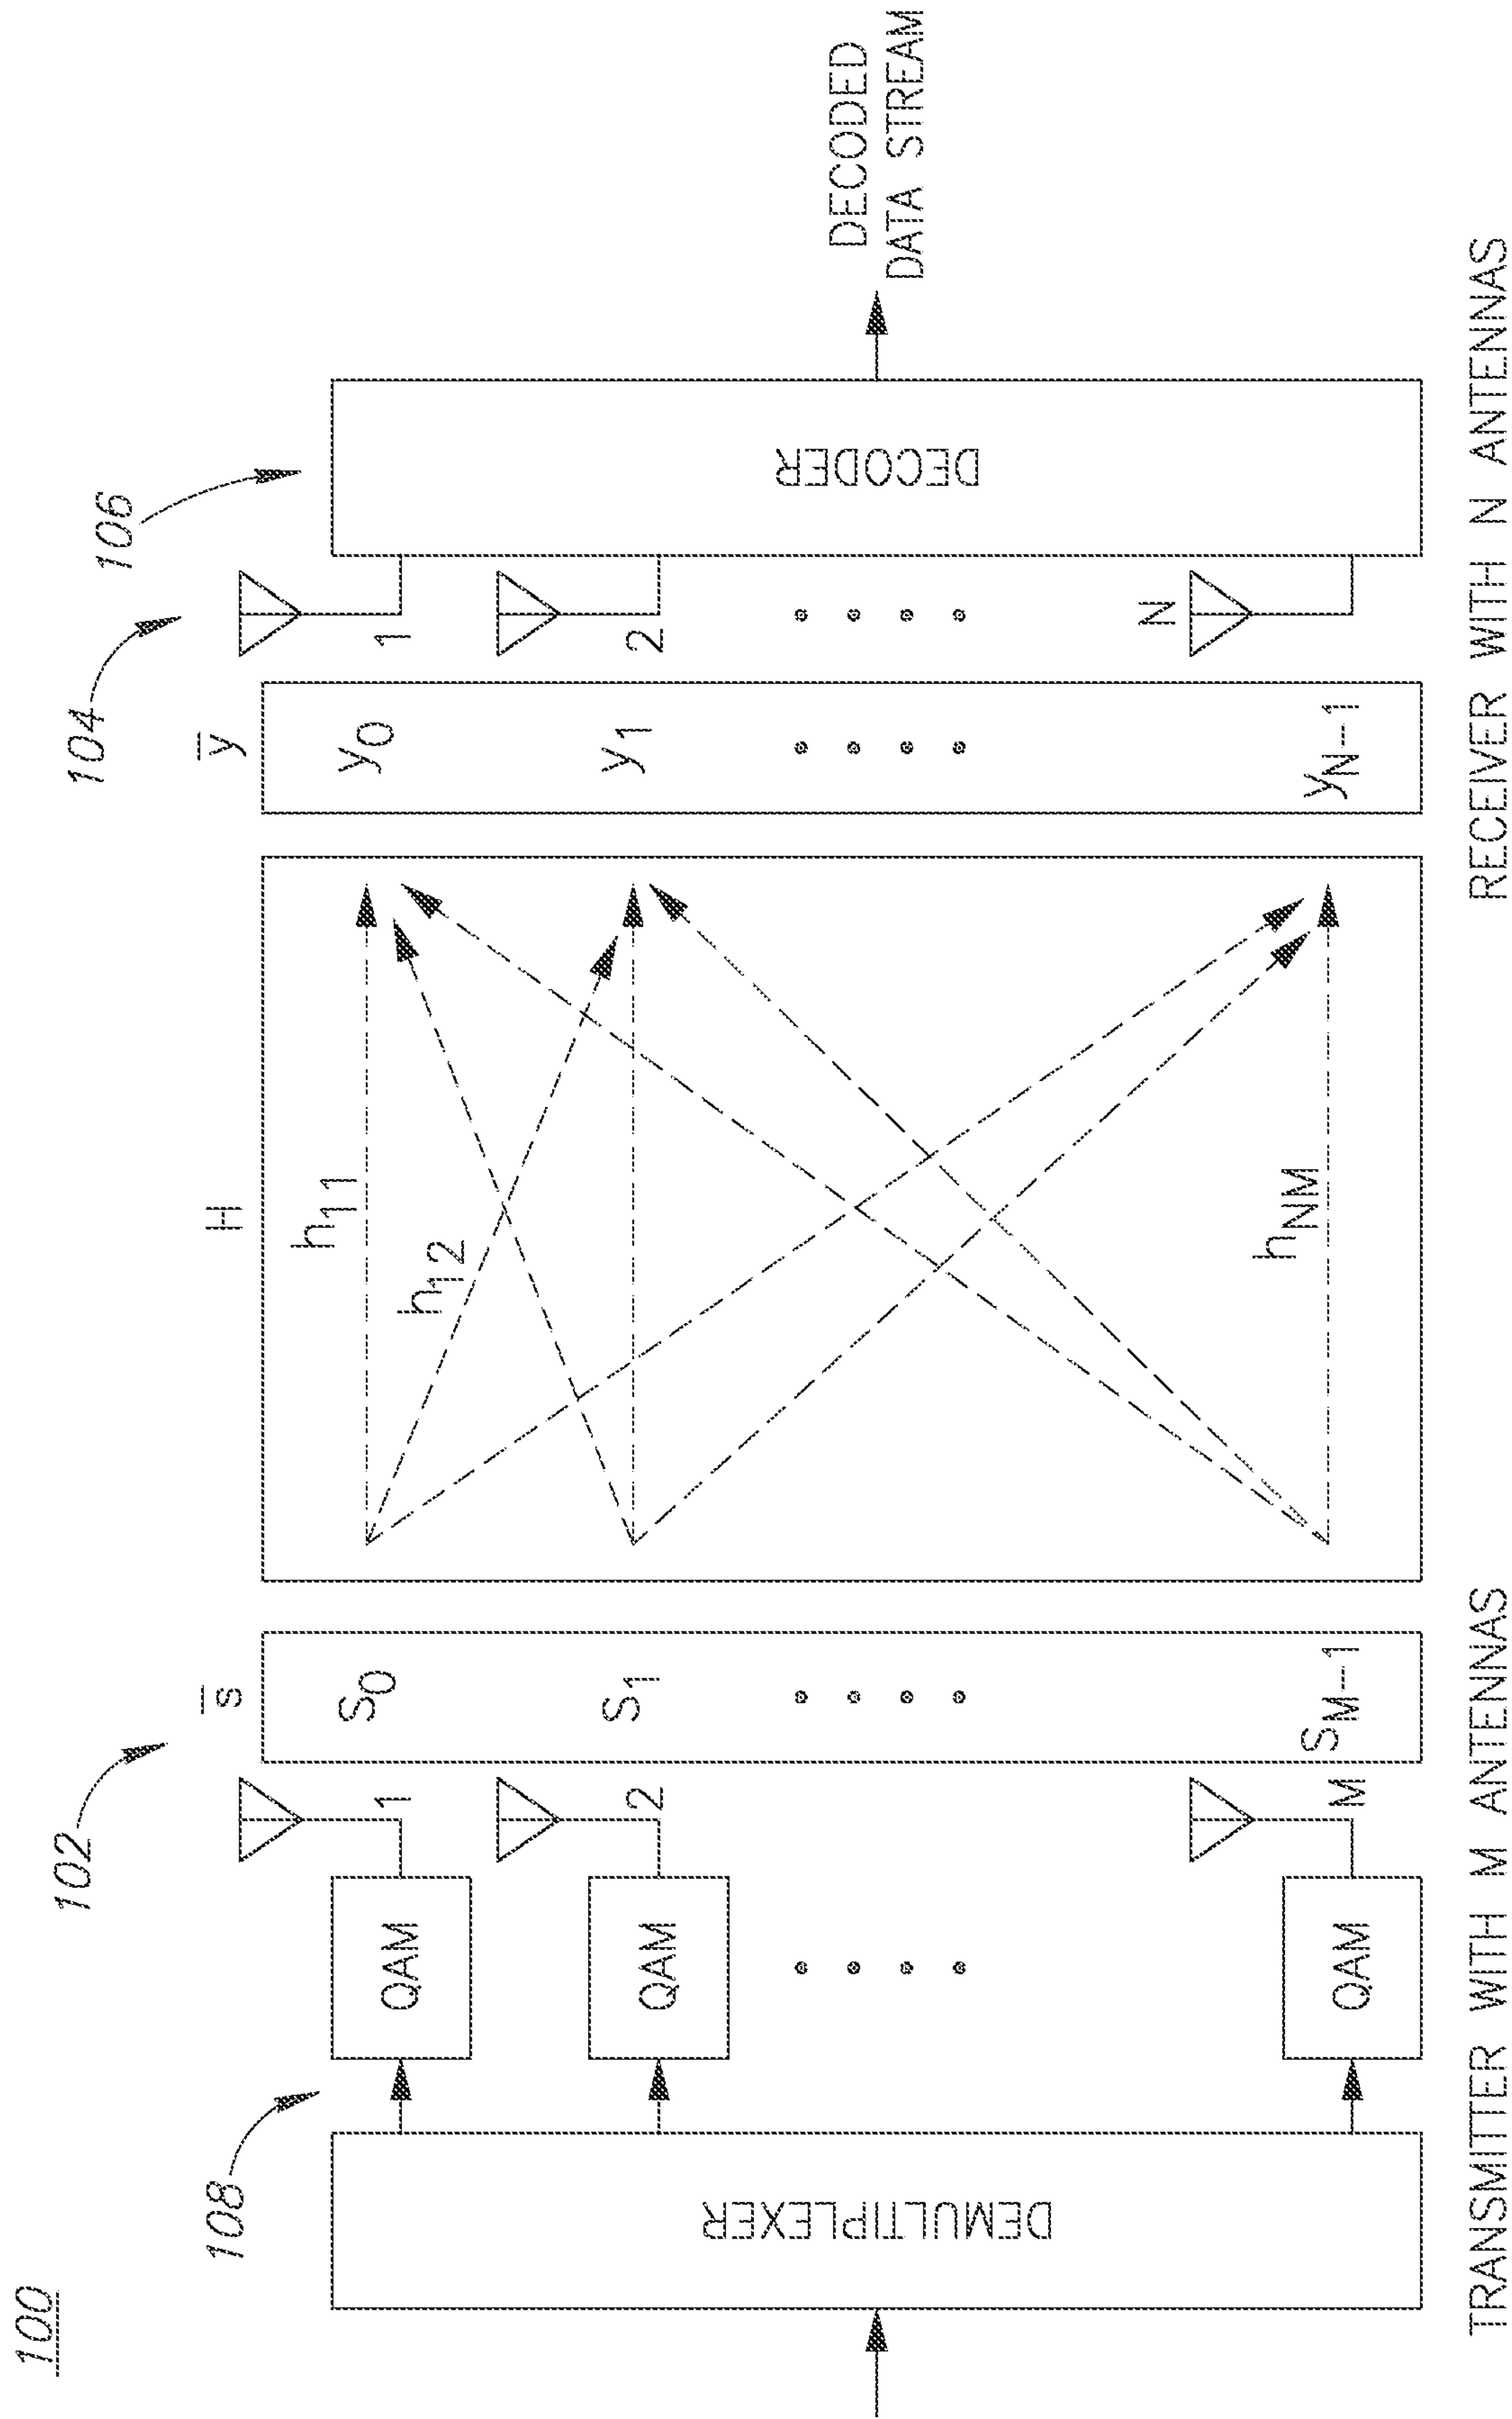 100
108
102
104
106
s
H
y
DEMULTIPLEXER
QAM
QAM
QAM
1
2
M
S0
S1
SM-1
h11
h12
hNM
y0
y1
yN-1
1
2
N
DECODER
DECODED
DATA STREAM
TRANSMITTER WITH M ANTENNAS
RECEIVER WITH N ANTENNAS